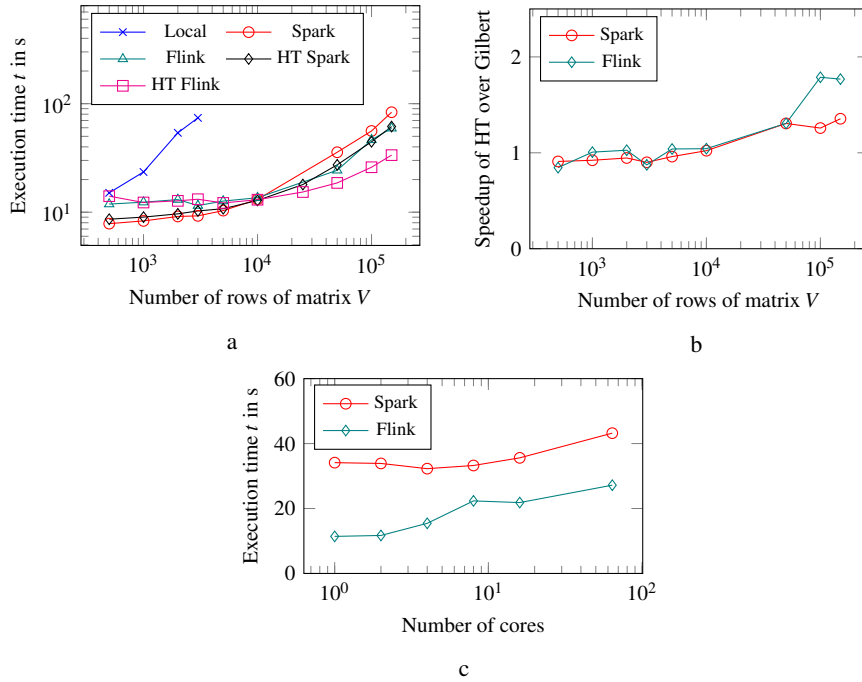 Local
Spark
Flink
HT Spark
HT Flink
Execution time t in s
10^2
10^1
10^3
10^4
10^5
Number of rows of matrix V
a
Spark
Flink
Speedup of HT over Gilbert
2
1
0
10^3
10^4
10^5
Number of rows of matrix V
b
Spark
Flink
Execution time t in s
60
40
20
0
10^0
10^1
10^2
Number of cores
c